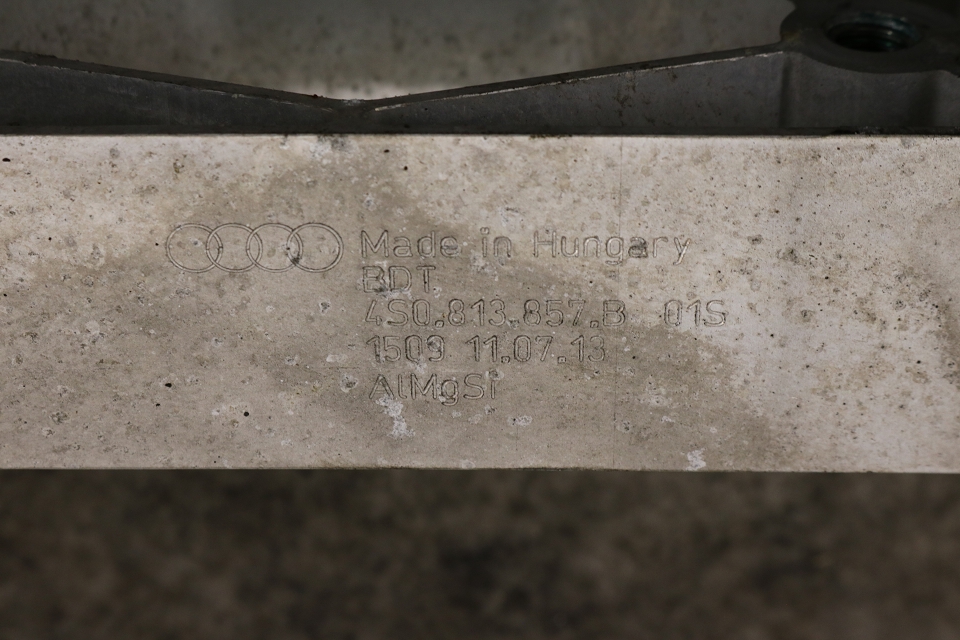 Made in Hungary
BDT
4S0.813.857.B 01S
1509 11.07.13
AlMgSi